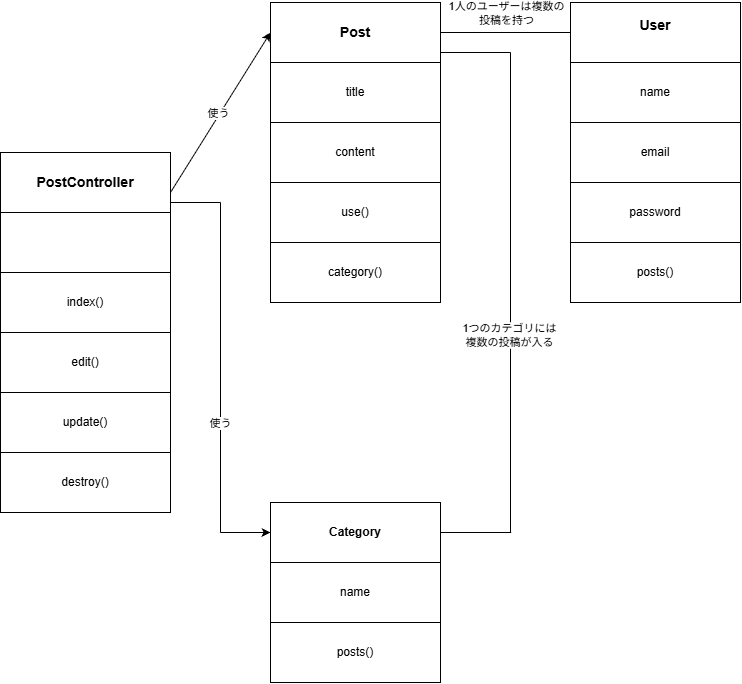 1人のユーザーは複数の
投稿を持つ
Post
title
content
use()
category()
User
name
email
password
posts()
使う
PostController
index()
edit()
update()
destroy()
1つのカテゴリには
複数の投稿が入る
使う
Category
name
posts()